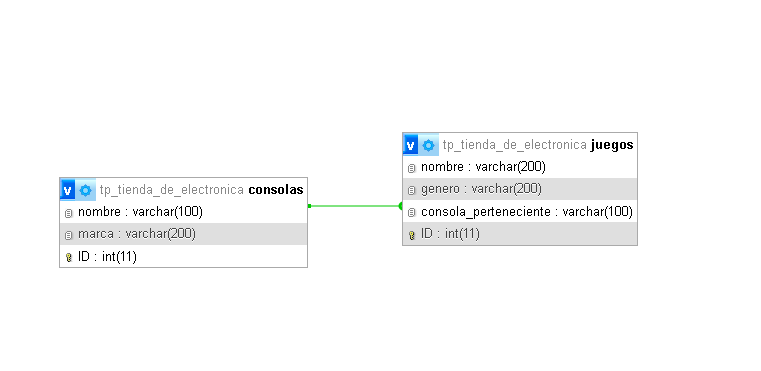 v tp_tienda_de_electronica consolas
nombre : varchar(100)
marca : varchar(200)
ID : int(11)
v tp_tienda_de_electronica juegos
nombre : varchar(200)
genero : varchar(200)
consola_perteneciente : varchar(100)
ID : int(11)